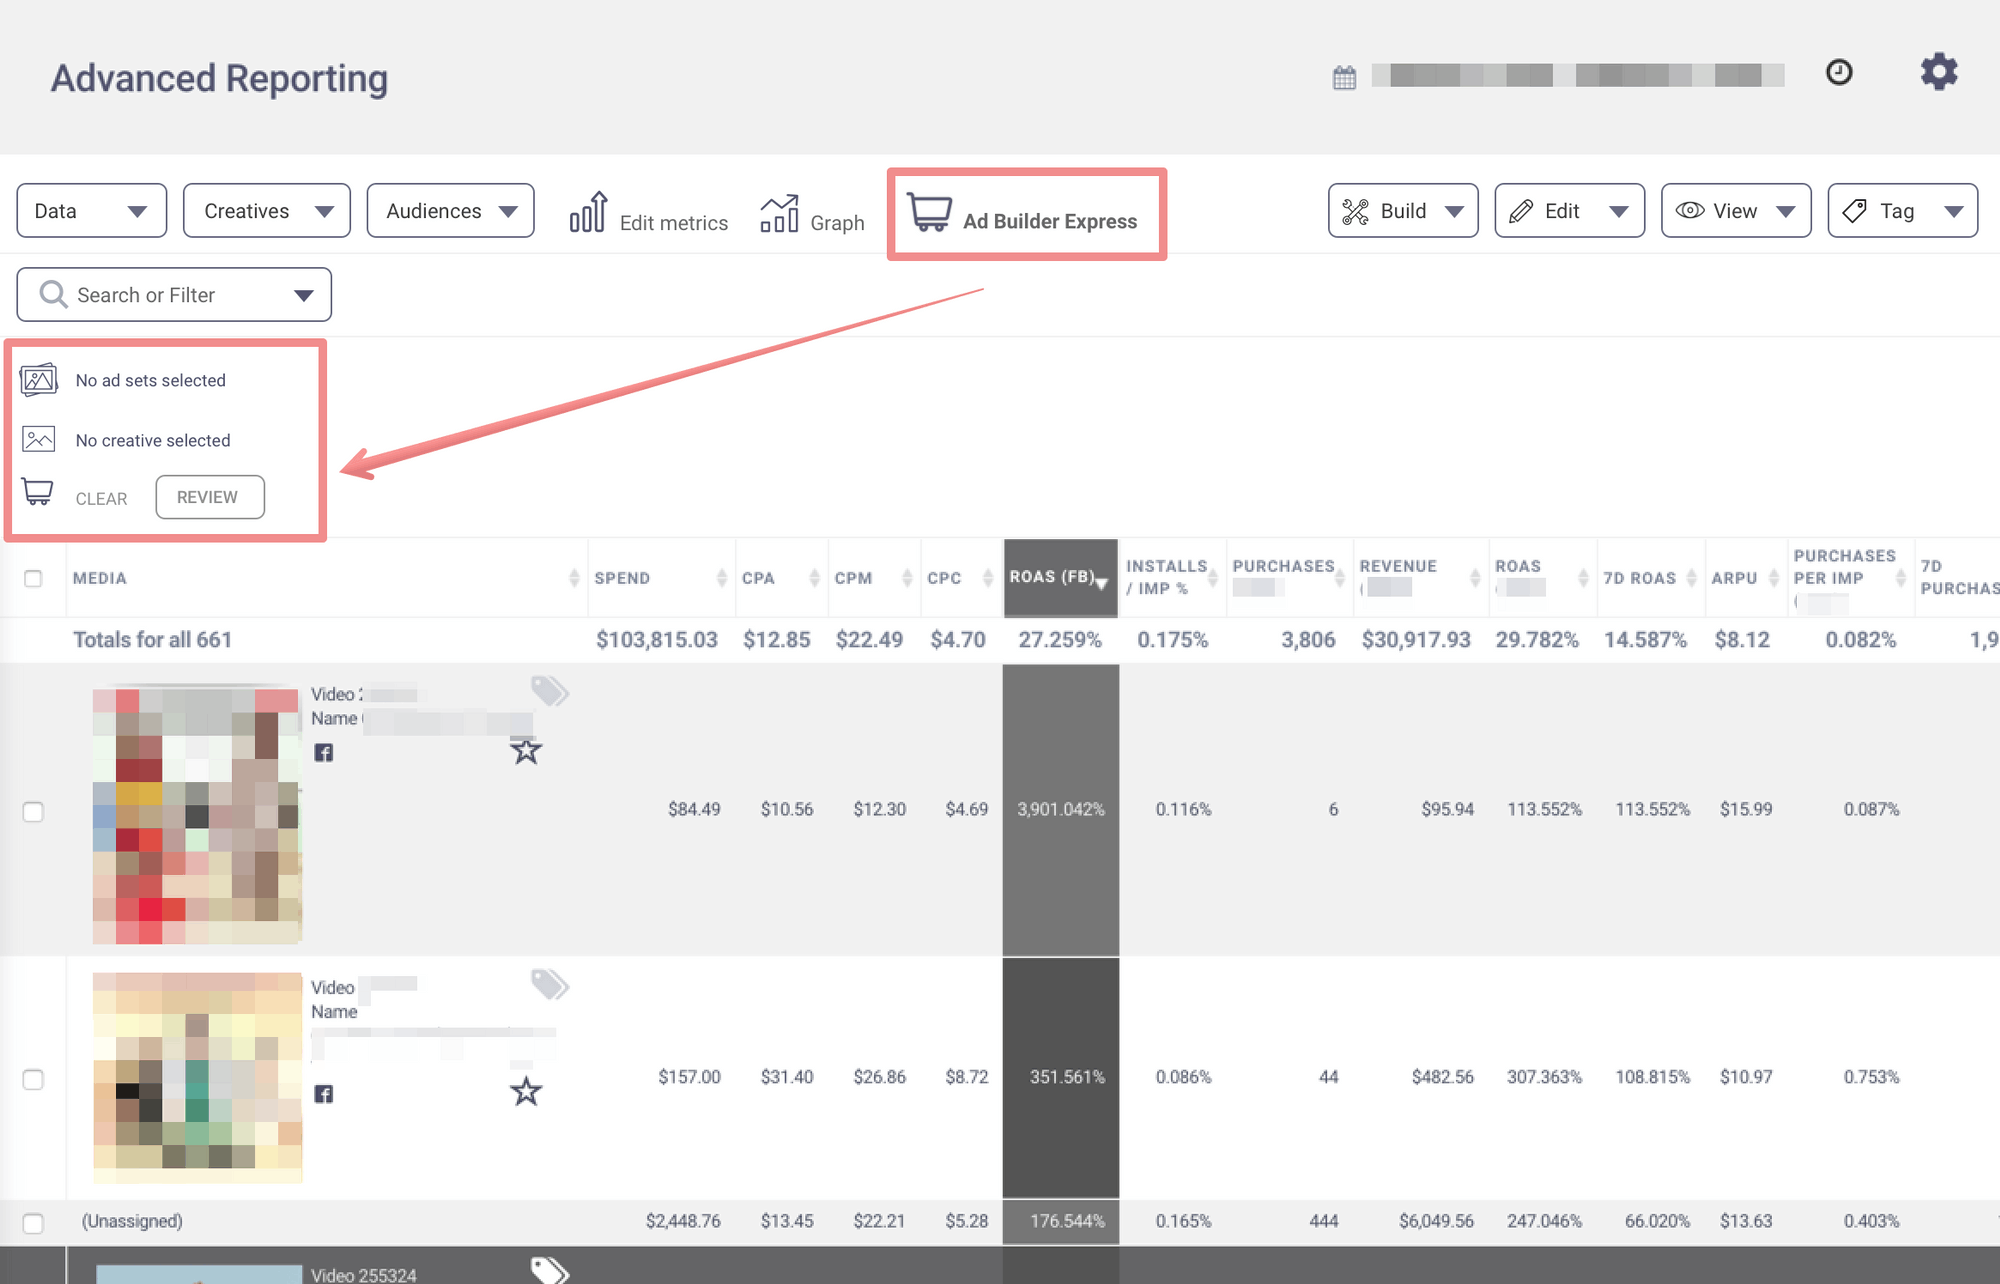 Advanced Reporting
Data
Creatives
Audiences
Edit metrics
Graph
Ad Builder Express
Build
Edit
View
Tag
Search or Filter
No ad sets selected
No creative selected
CLEAR
REVIEW
MEDIA SPEND CPA CPM CPC ROAS (FB) INSTALLS / IMP % PURCHASES REVENUE ROAS 7D ROAS ARPU PURCHASES PER IMP 7D PURCHAS
Totals for all 661 $103,815.03 $12.85 $22.49 $4.70 27.259% 0.175% 3,806 $30,917.93 29.782% 14.587% $8.12 0.082% 1,9
Video
Name
$84.49 $10.56 $12.30 $4.69 3,901.042% 0.116% 6 $95.94 113.552% 113.552% $15.99 0.087%
Video
Name
$157.00 $31.40 $26.86 $8.72 351.561% 0.086% 44 $482.56 307.363% 108.815% $10.97 0.753%
(Unassigned) $2,448.76 $13.45 $22.21 $5.28 176.544% 0.165% 444 $6,049.56 247.046% 66.020% $13.63 0.403%
Video 255324